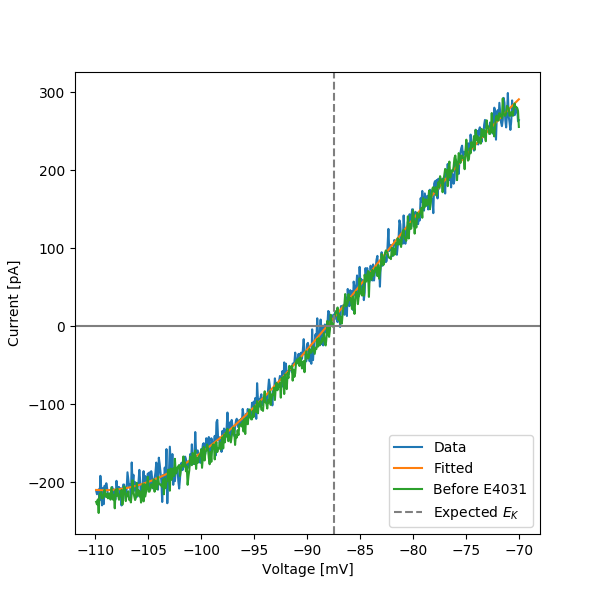 300
200
100
0
−100
−200
Current [pA]
−110 −105 −100 −95 −90 −85 −80 −75 −70
Voltage [mV]
Data
Fitted
Before E4031
Expected E_K